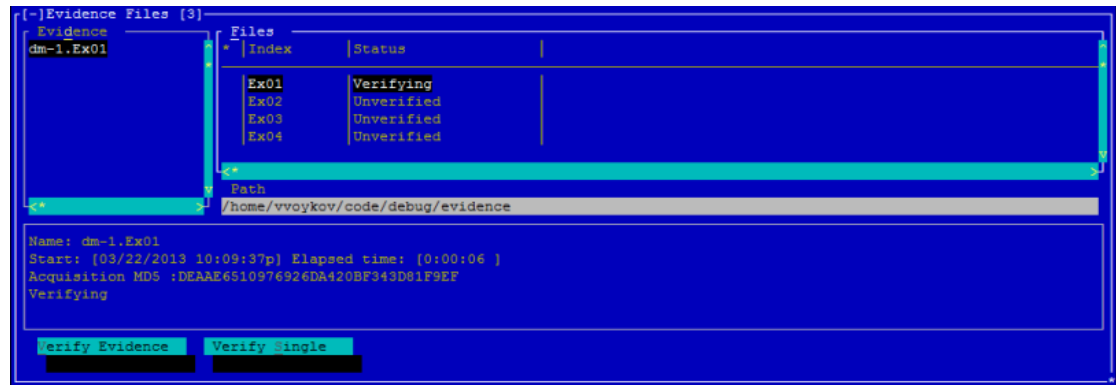 [-]Evidence Files [3]
Evidence
dm-1.Ex01
Files
* Index Status
Ex01 Verifying
Ex02 Unverified
Ex03 Unverified
Ex04 Unverified
Path
/home/vvoykov/code/debug/evidence
Name: dm-1.Ex01
Start: [03/22/2013 10:09:37p] Elapsed time: [0:00:06 ]
Acquisition MD5 :DEAAE6510976926DA420BF343D81F9EF
Verifying
Verify Evidence Verify Single